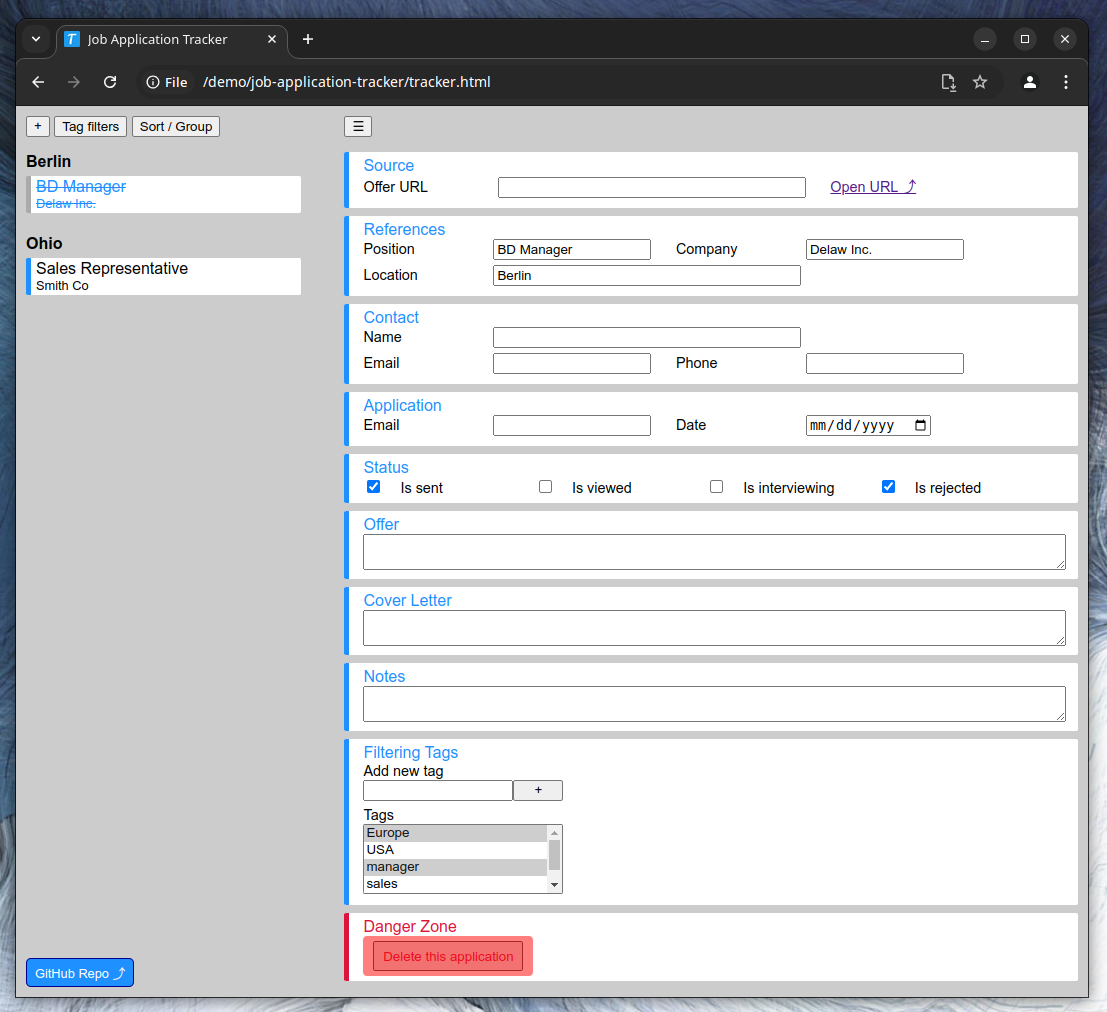 Job Application Tracker
File /demo/job-application-tracker/tracker.html
+ Tag filters Sort / Group ☰
Berlin
BD Manager
Delaw Inc.
Ohio
Sales Representative
Smith Co
GitHub Repo ⤴
Source
Offer URL Open URL ⤴
References
Position BD Manager Company Delaw Inc.
Location Berlin
Contact
Name
Email Phone
Application
Email Date mm/dd/yyyy
Status
Is sent Is viewed Is interviewing Is rejected
Offer
Cover Letter
Notes
Filtering Tags
Add new tag
+
Tags
Europe
USA
manager
sales
Danger Zone
Delete this application